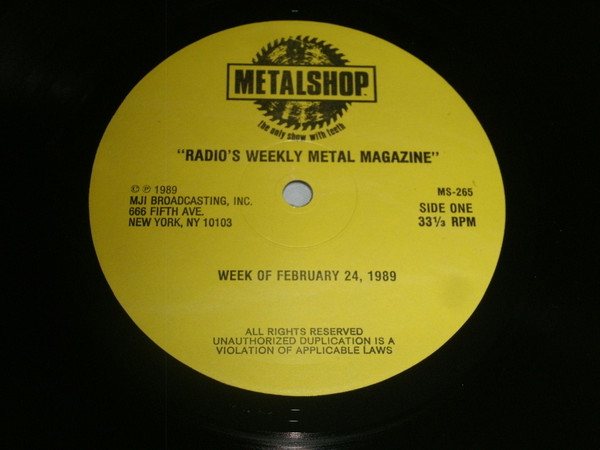 METALSHOP
The only show with teeth
"RADIO'S WEEKLY METAL MAGAZINE"
© ℗ 1989
MJI BROADCASTING, INC.
666 FIFTH AVE.
NEW YORK, NY 10103
MS-265
SIDE ONE
33⅓ RPM
WEEK OF FEBRUARY 24, 1989
ALL RIGHTS RESERVED
UNAUTHORIZED DUPLICATION IS A
VIOLATION OF APPLICABLE LAWS